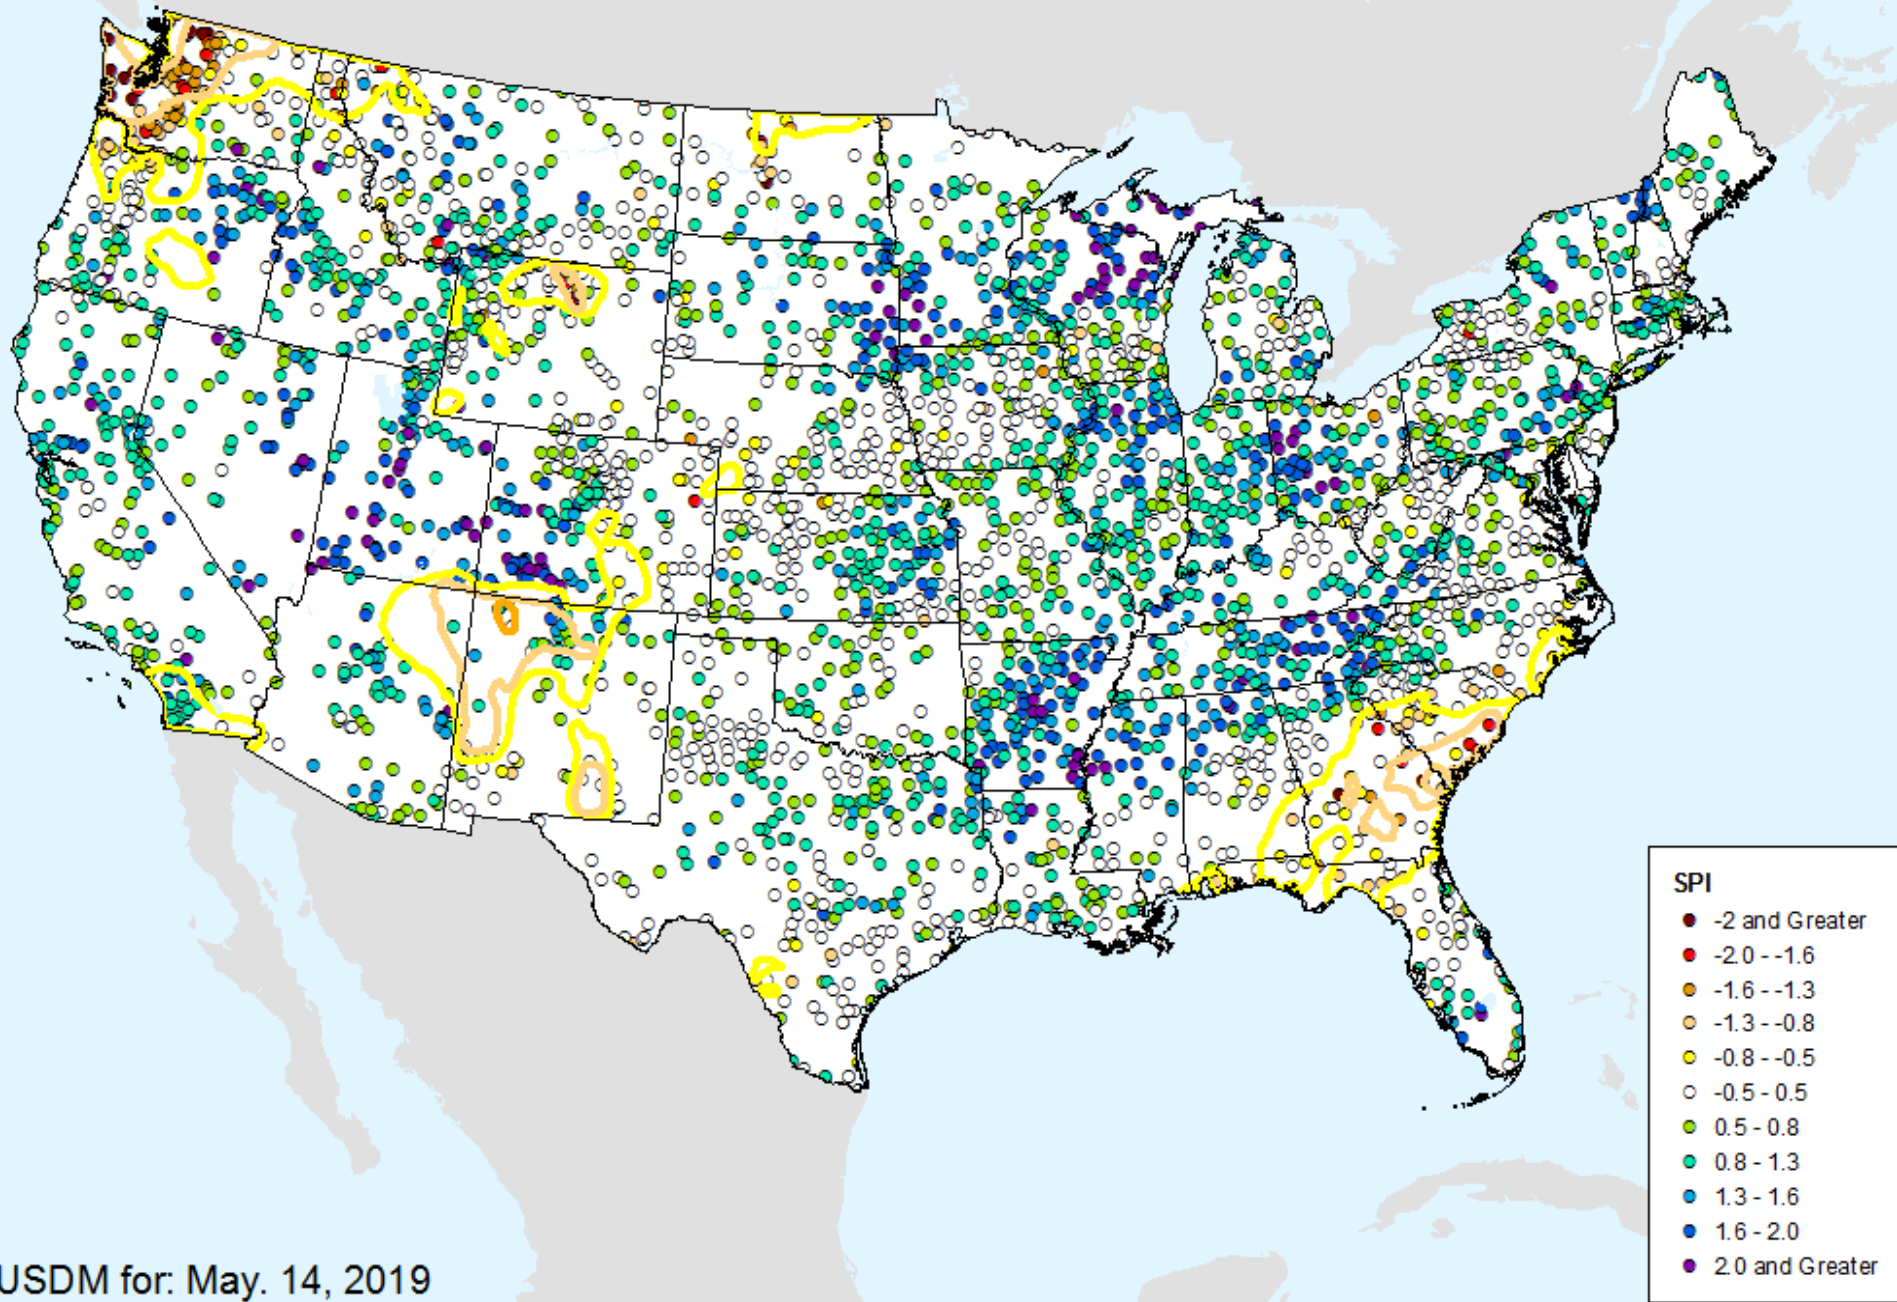 SPI
-2 and Greater
-2.0 - -1.6
-1.6 - -1.3
-1.3 - -0.8
-0.8 - -0.5
-0.5 - 0.5
0.5 - 0.8
0.8 - 1.3
1.3 - 1.6
1.6 - 2.0
2.0 and Greater
USDM for: May. 14, 2019